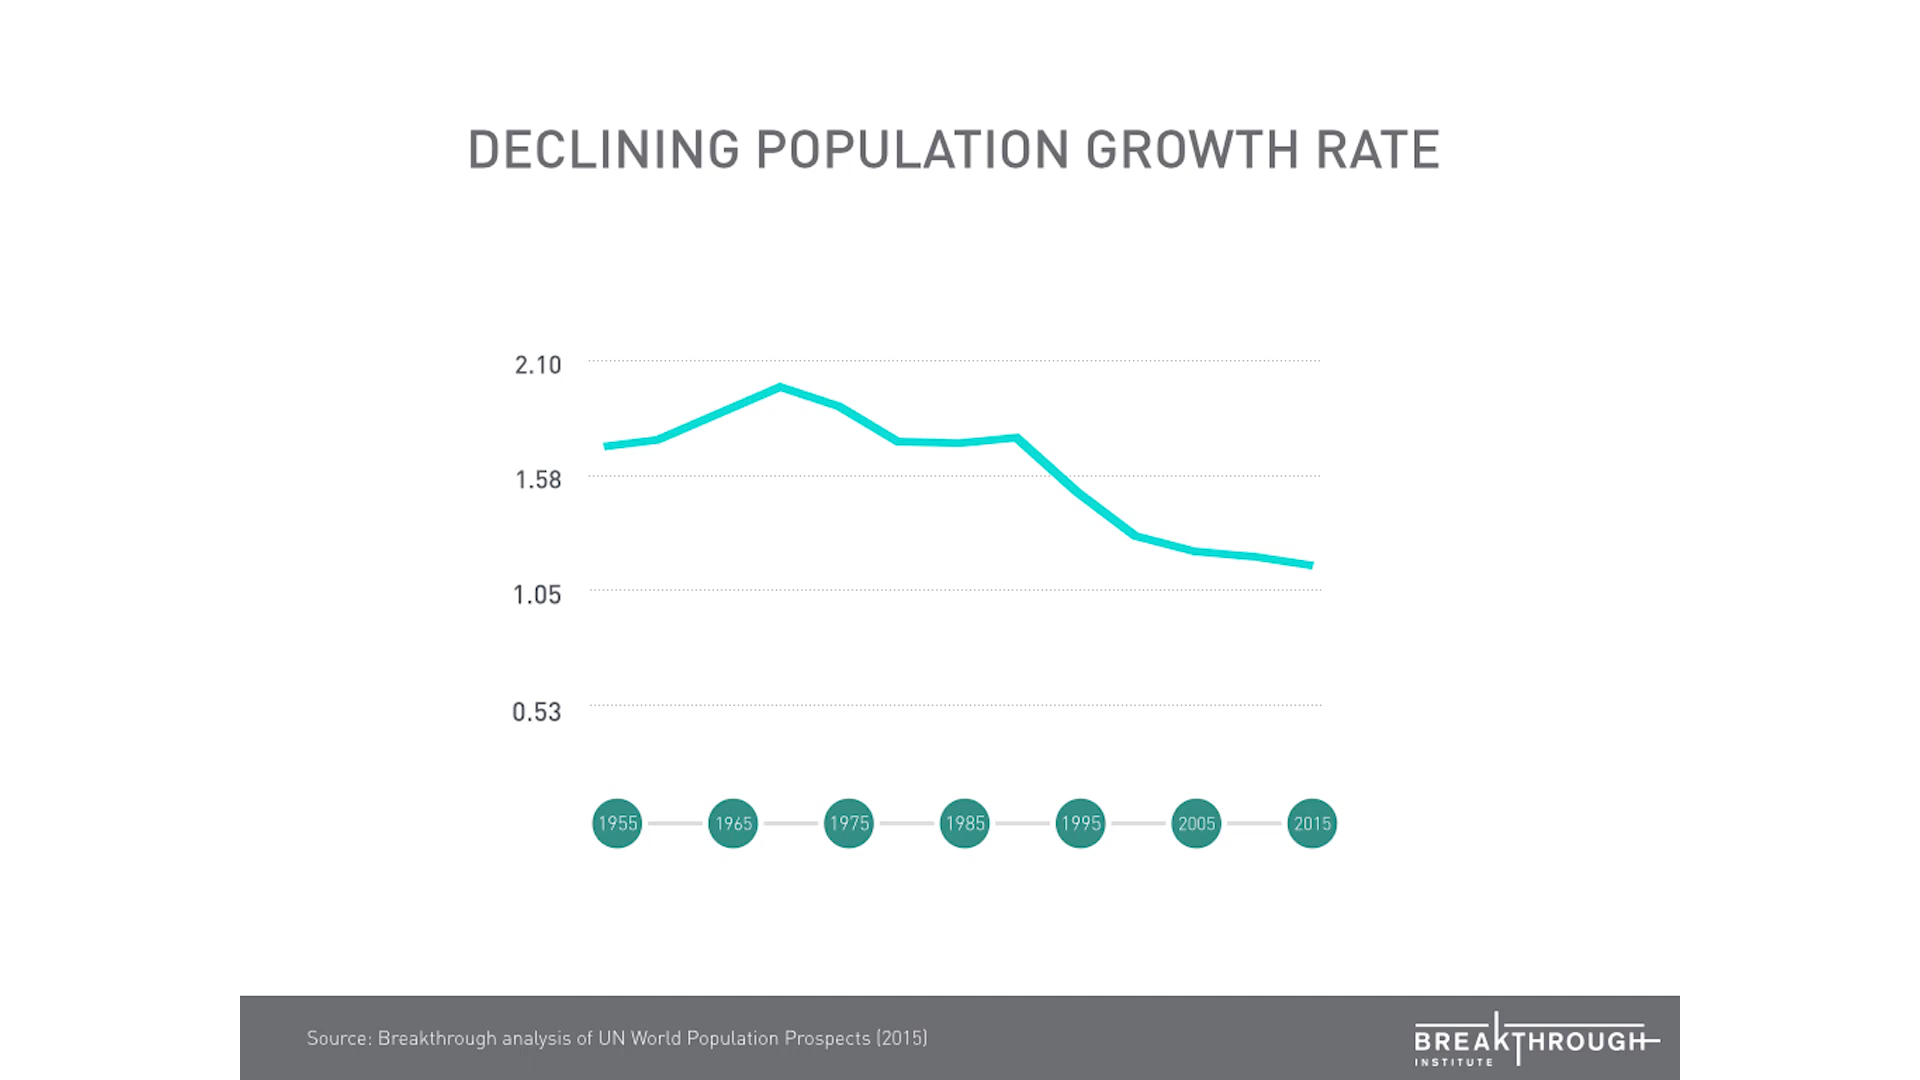 DECLINING POPULATION GROWTH RATE
2.10
1.58
1.05
0.53
1955 1965 1975 1985 1995 2005 2015
Source: Breakthrough analysis of UN World Population Prospects (2015)
BREAKTHROUGH
INSTITUTE